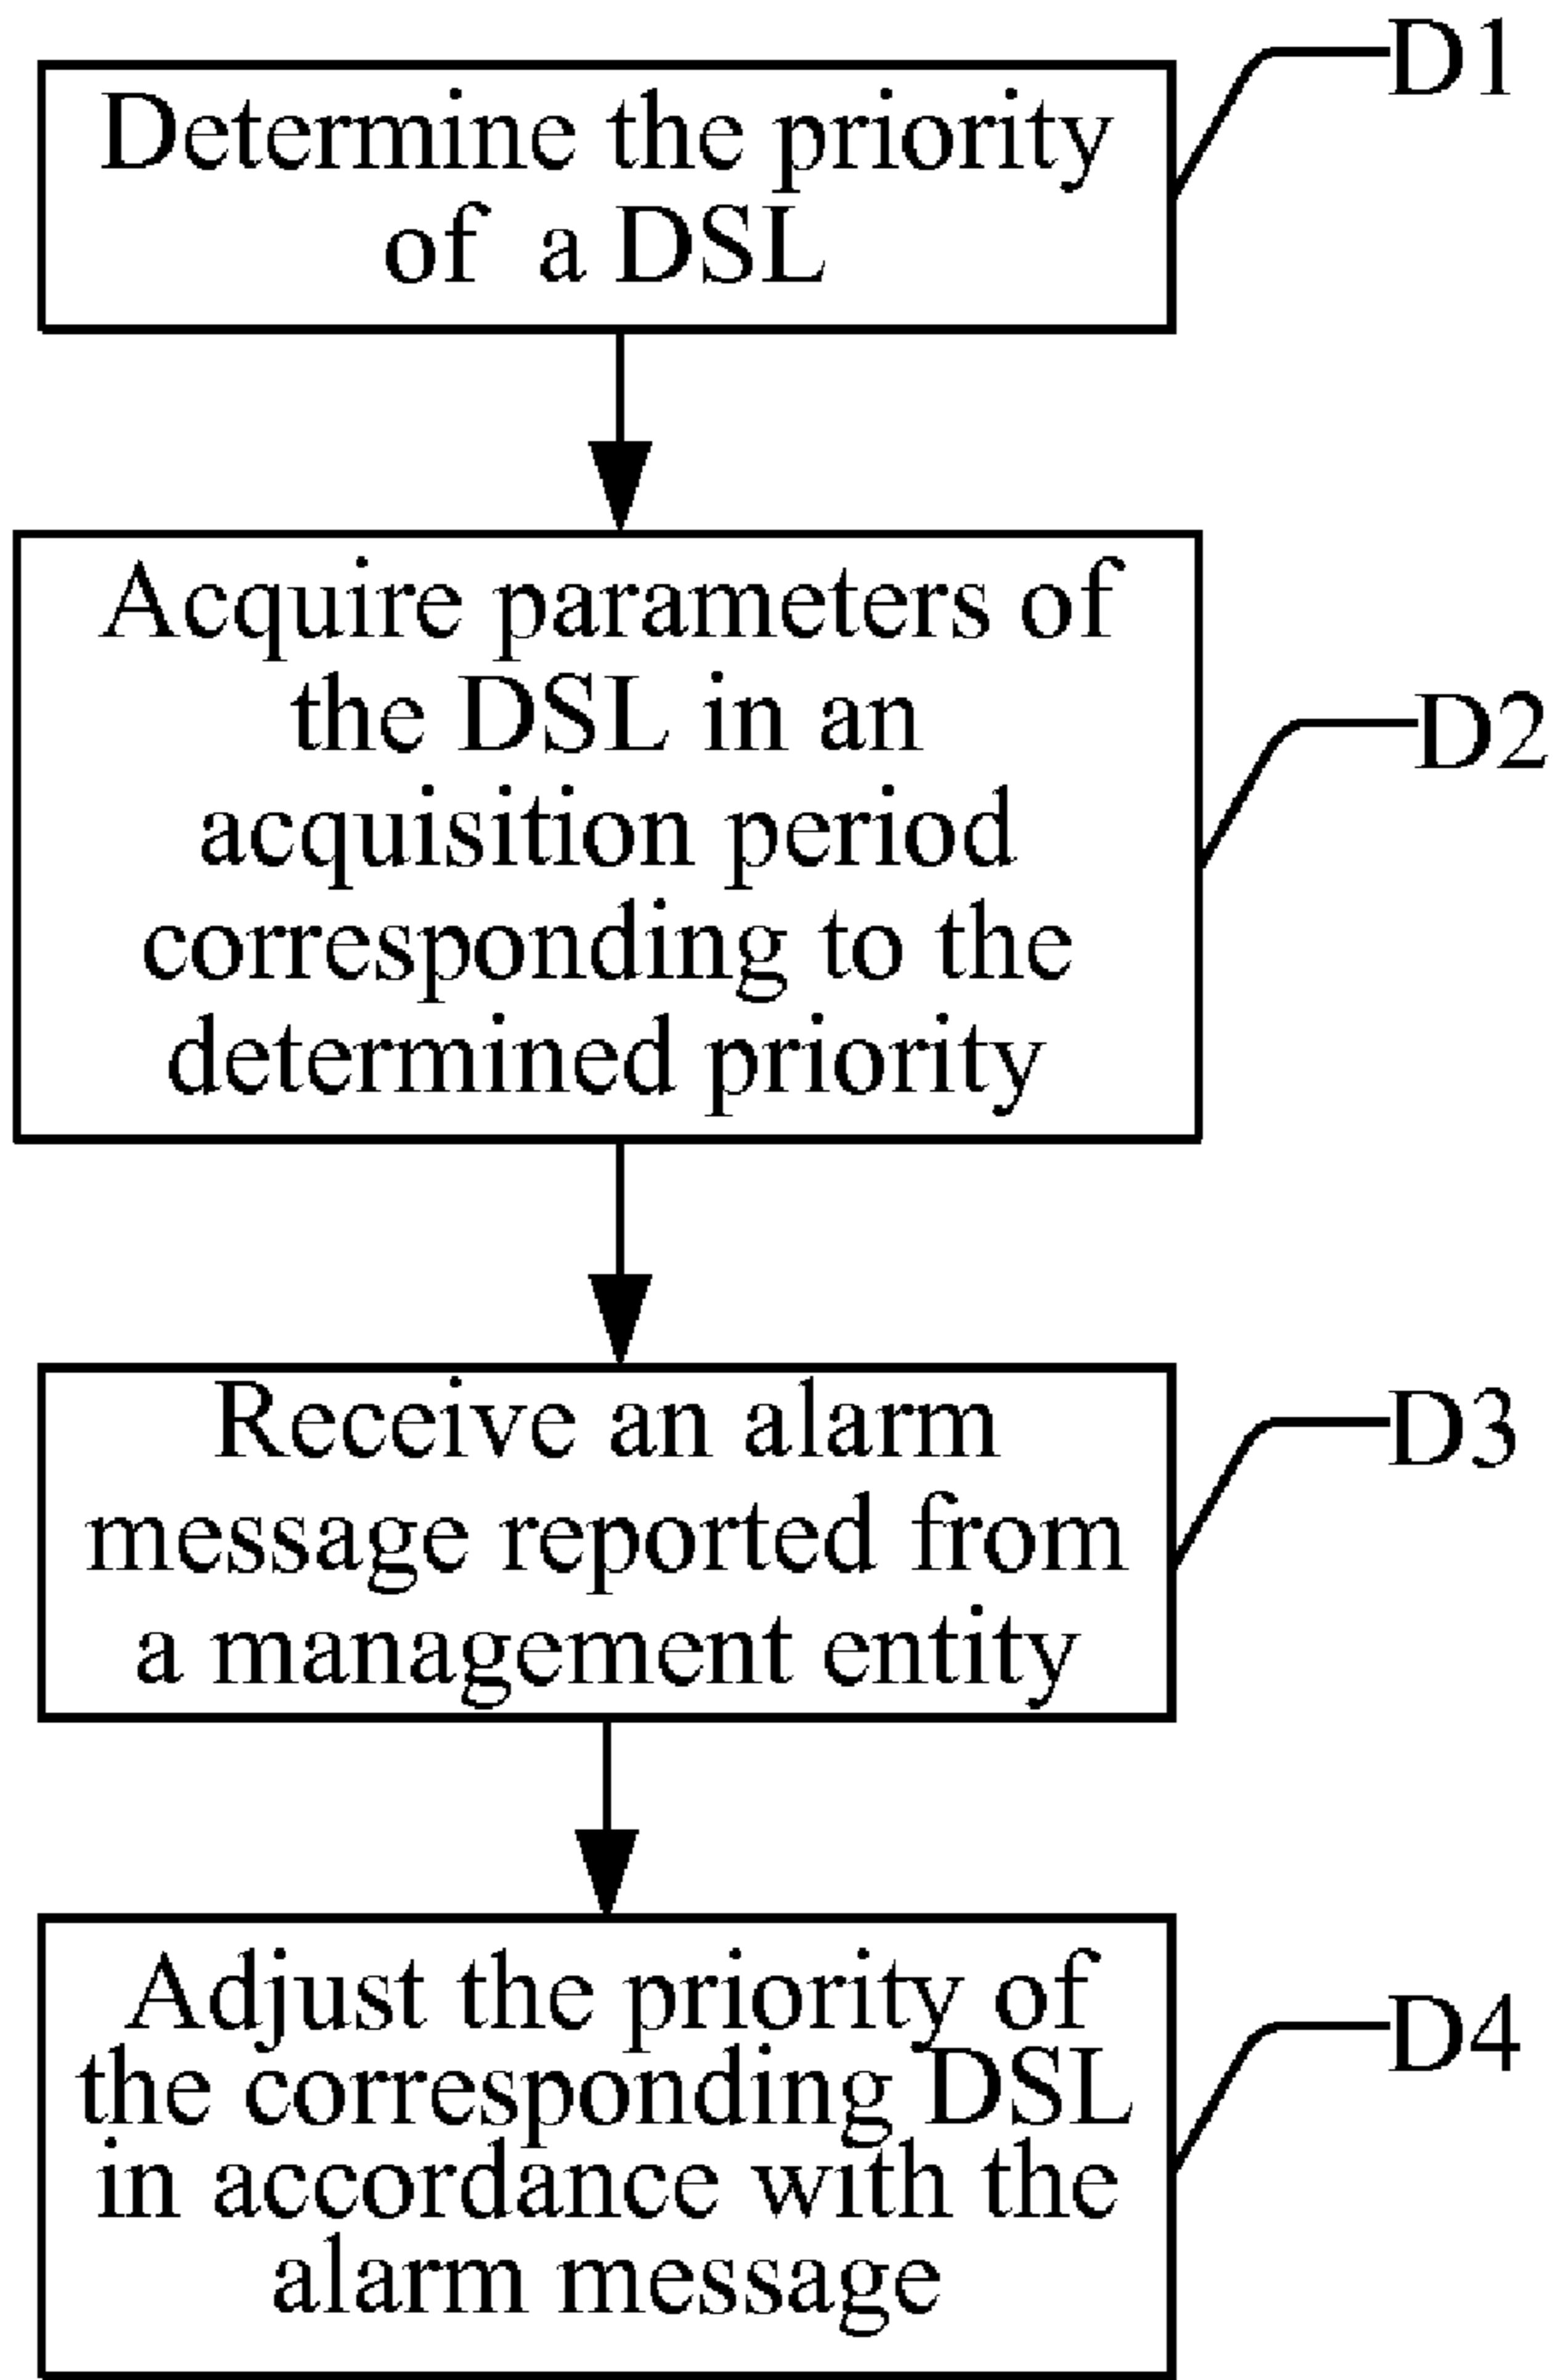 D1
Determine the priority
of a DSL
Acquire parameters of
the DSL in an
acquisition period
corresponding to the
determined priority
D2
Receive an alarm
message reported from
a management entity
D3
Adjust the priority of
the corresponding DSL
in accordance with the
alarm message
D4